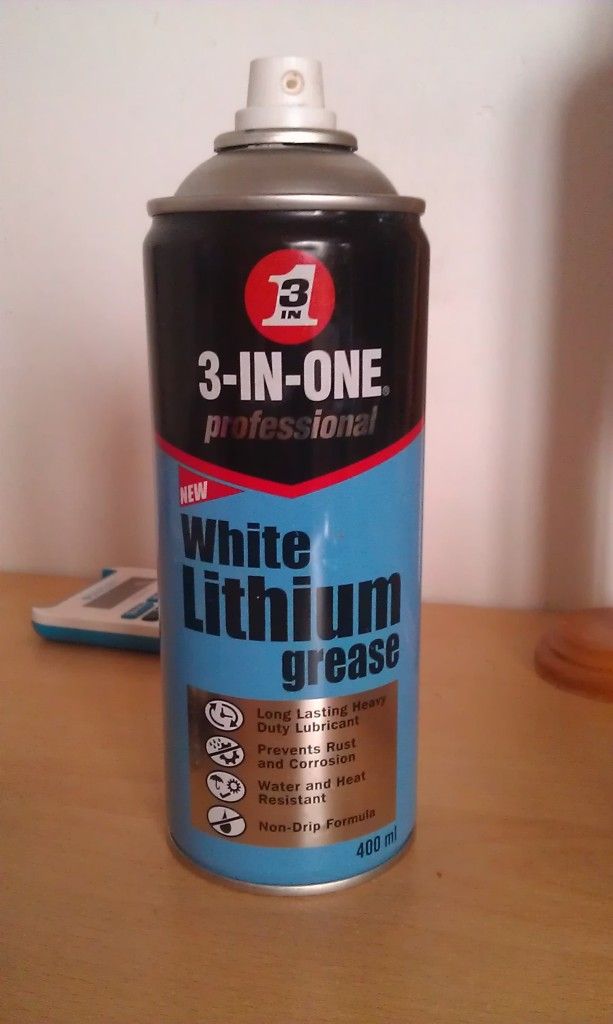 3
IN
1
3-IN-ONE®
professional
NEW
White
Lithium
grease
Long Lasting Heavy
Duty Lubricant
Prevents Rust
and Corrosion
Water and Heat
Resistant
Non-Drip Formula
400 ml